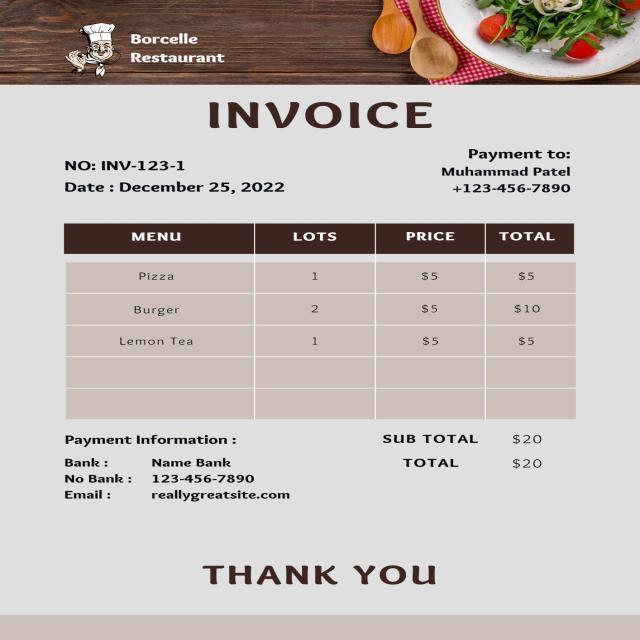 Borcelle
Restaurant
INVOICE
NO: INV-123-1
Date : December 25, 2022
Payment to:
Muhammad Patel
+123-456-7890
MENU LOTS PRICE TOTAL
Pizza 1 $5 $5
Burger 2 $5 $10
Lemon Tea 1 $5 $5
Payment Information :
Bank : Name Bank
No Bank : 123-456-7890
Email : reallygreatsite.com
SUB TOTAL $20
TOTAL $20
THANK YOU